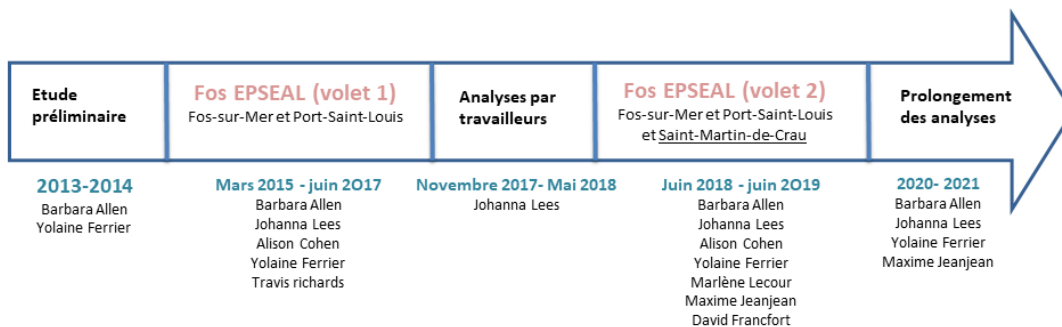 Etude
préliminaire
Fos EPSEAL (volet 1)
Fos-sur-Mer et Port-Saint-Louis
Analyses par
travailleurs
Fos EPSEAL (volet 2)
Fos-sur-Mer et Port-Saint-Louis
et Saint-Martin-de-Crau
Prolongement
des analyses
2013-2014
Barbara Allen
Yolaine Ferrier
Mars 2015 - juin 2O17
Barbara Allen
Johanna Lees
Alison Cohen
Yolaine Ferrier
Travis richards
Novembre 2017- Mai 2018
Johanna Lees
Juin 2018 - juin 2O19
Barbara Allen
Johanna Lees
Alison Cohen
Yolaine Ferrier
Marlène Lecour
Maxime Jeanjean
David Francfort
2020- 2021
Barbara Allen
Johanna Lees
Yolaine Ferrier
Maxime Jeanjean